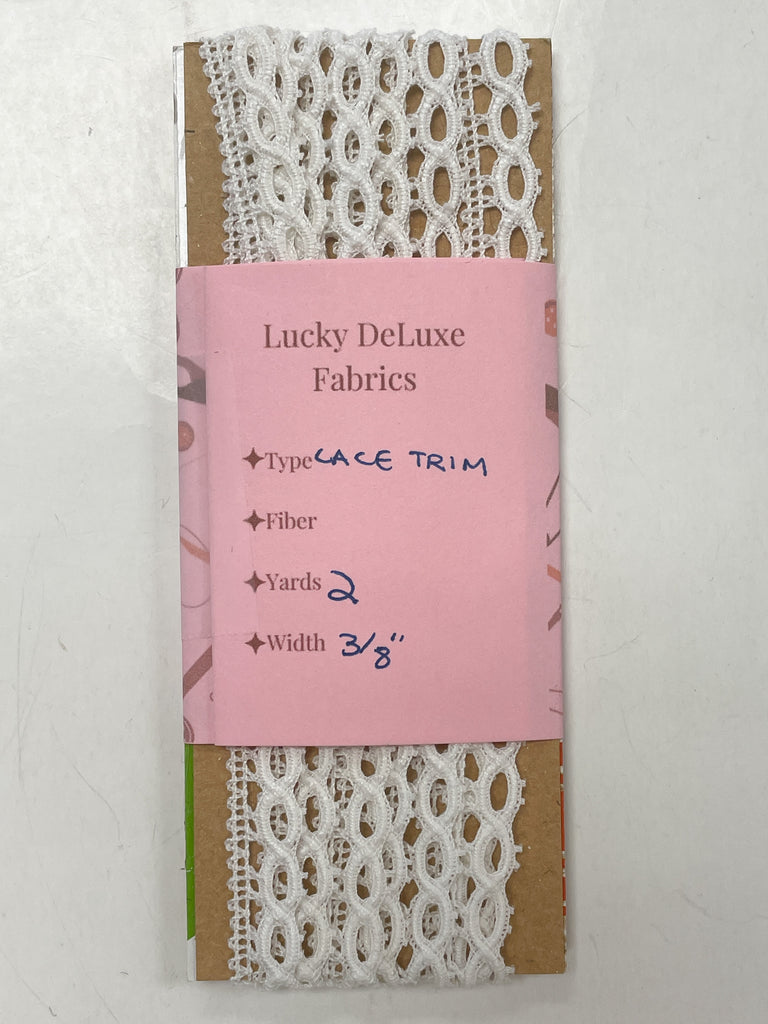 Lucky DeLuxe
Fabrics
Type LACE TRIM
Fiber
Yards 2
Width 3/8"